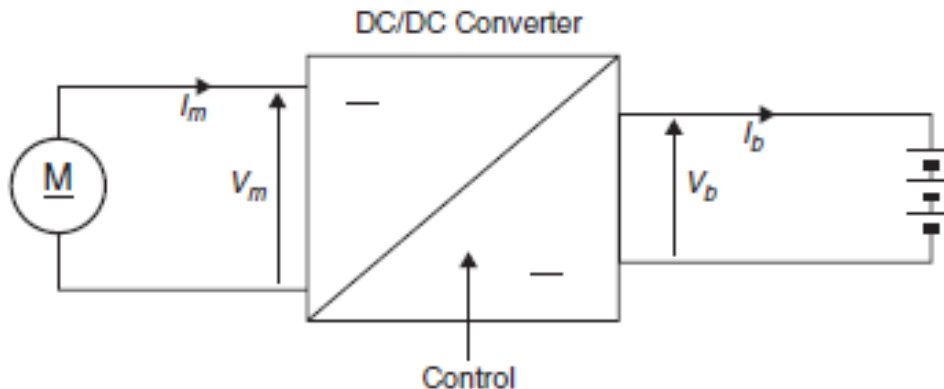 DC/DC Converter
I_m
M
V_m
V_b
I_b
Control